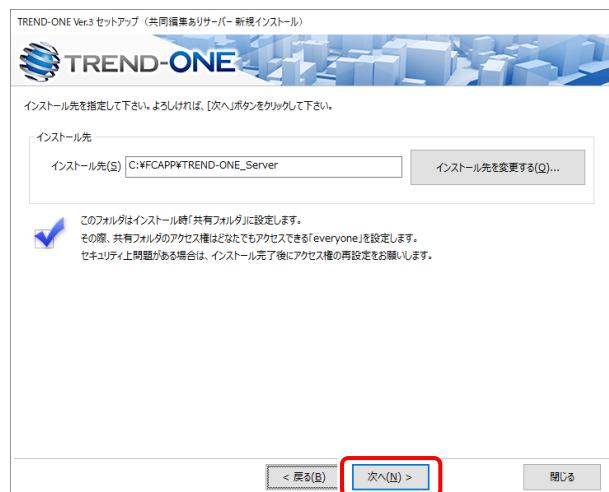 TREND-ONE Ver.3 セットアップ（共同編集ありサーバー 新規インストール）
TREND-ONE
インストール先を指定して下さい。よろしければ、[次へ]ボタンをクリックして下さい。
インストール先
インストール先(S) C:¥FCAPP¥TREND-ONE_Server インストール先を変更する(O)...
このフォルダはインストール時「共有フォルダ」に設定します。
その際、共有フォルダのアクセス権はどなたでもアクセスできる「everyone」を設定します。
セキュリティ上問題がある場合は、インストール完了後にアクセス権の再設定をお願いします。
< 戻る(B) 次へ(N) > 閉じる